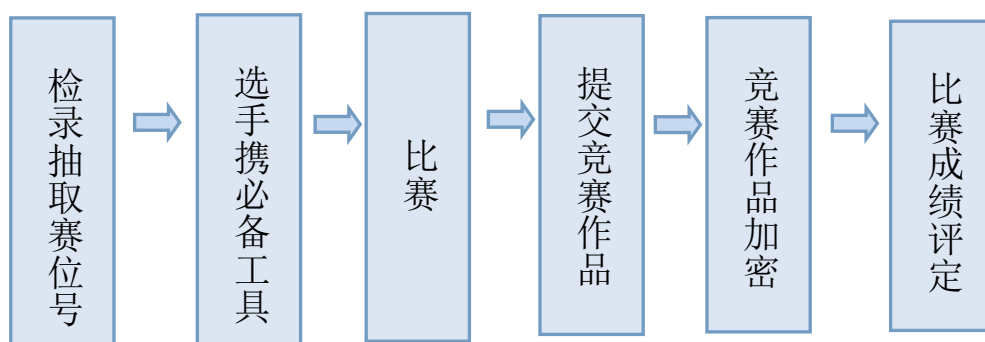 检录抽取赛位号
选手携必备工具
比赛
提交竞赛作品
竞赛作品加密
比赛成绩评定